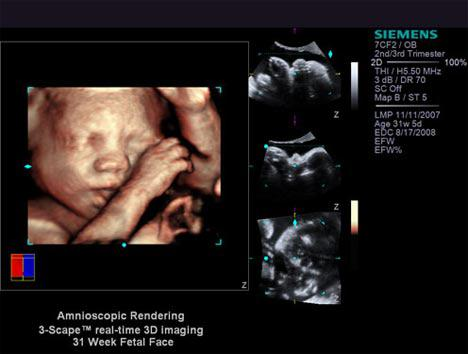 SIEMENS
7CF2 / OB
2nd/3rd Trimester
2D 100%
THI / H5.50 MHz
3 dB / DR 70
SC Off
Map B / ST 5
LMP 11/11/2007
Age 31w 5d
EDC 8/17/2008
EFW
EFW%
Z
Z
Z
Z
Amnioscopic Rendering
3-Scape™ real-time 3D imaging
31 Week Fetal Face